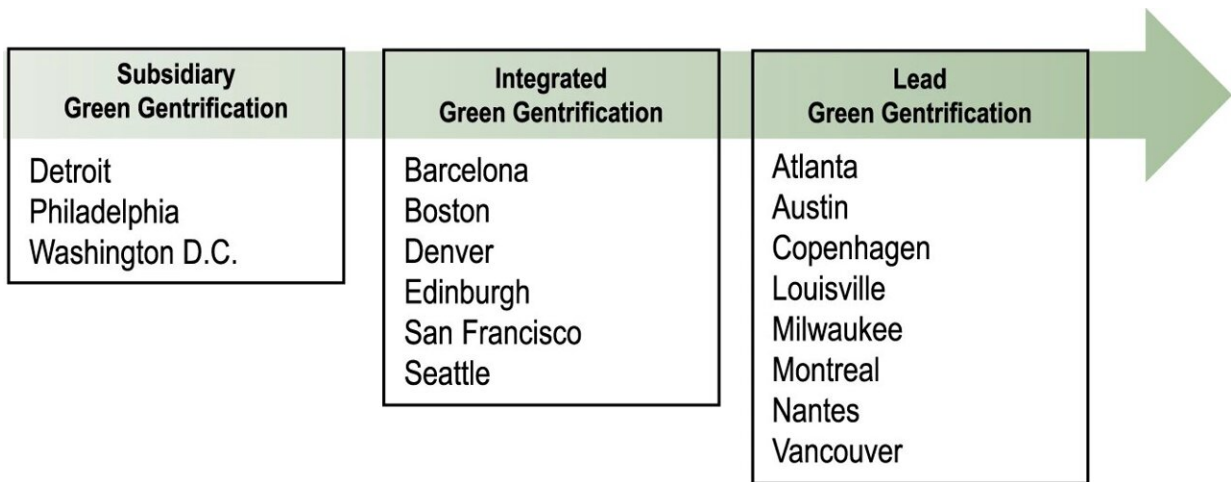 Subsidiary
Green Gentrification
Detroit
Philadelphia
Washington D.C.
Integrated
Green Gentrification
Barcelona
Boston
Denver
Edinburgh
San Francisco
Seattle
Lead
Green Gentrification
Atlanta
Austin
Copenhagen
Louisville
Milwaukee
Montreal
Nantes
Vancouver